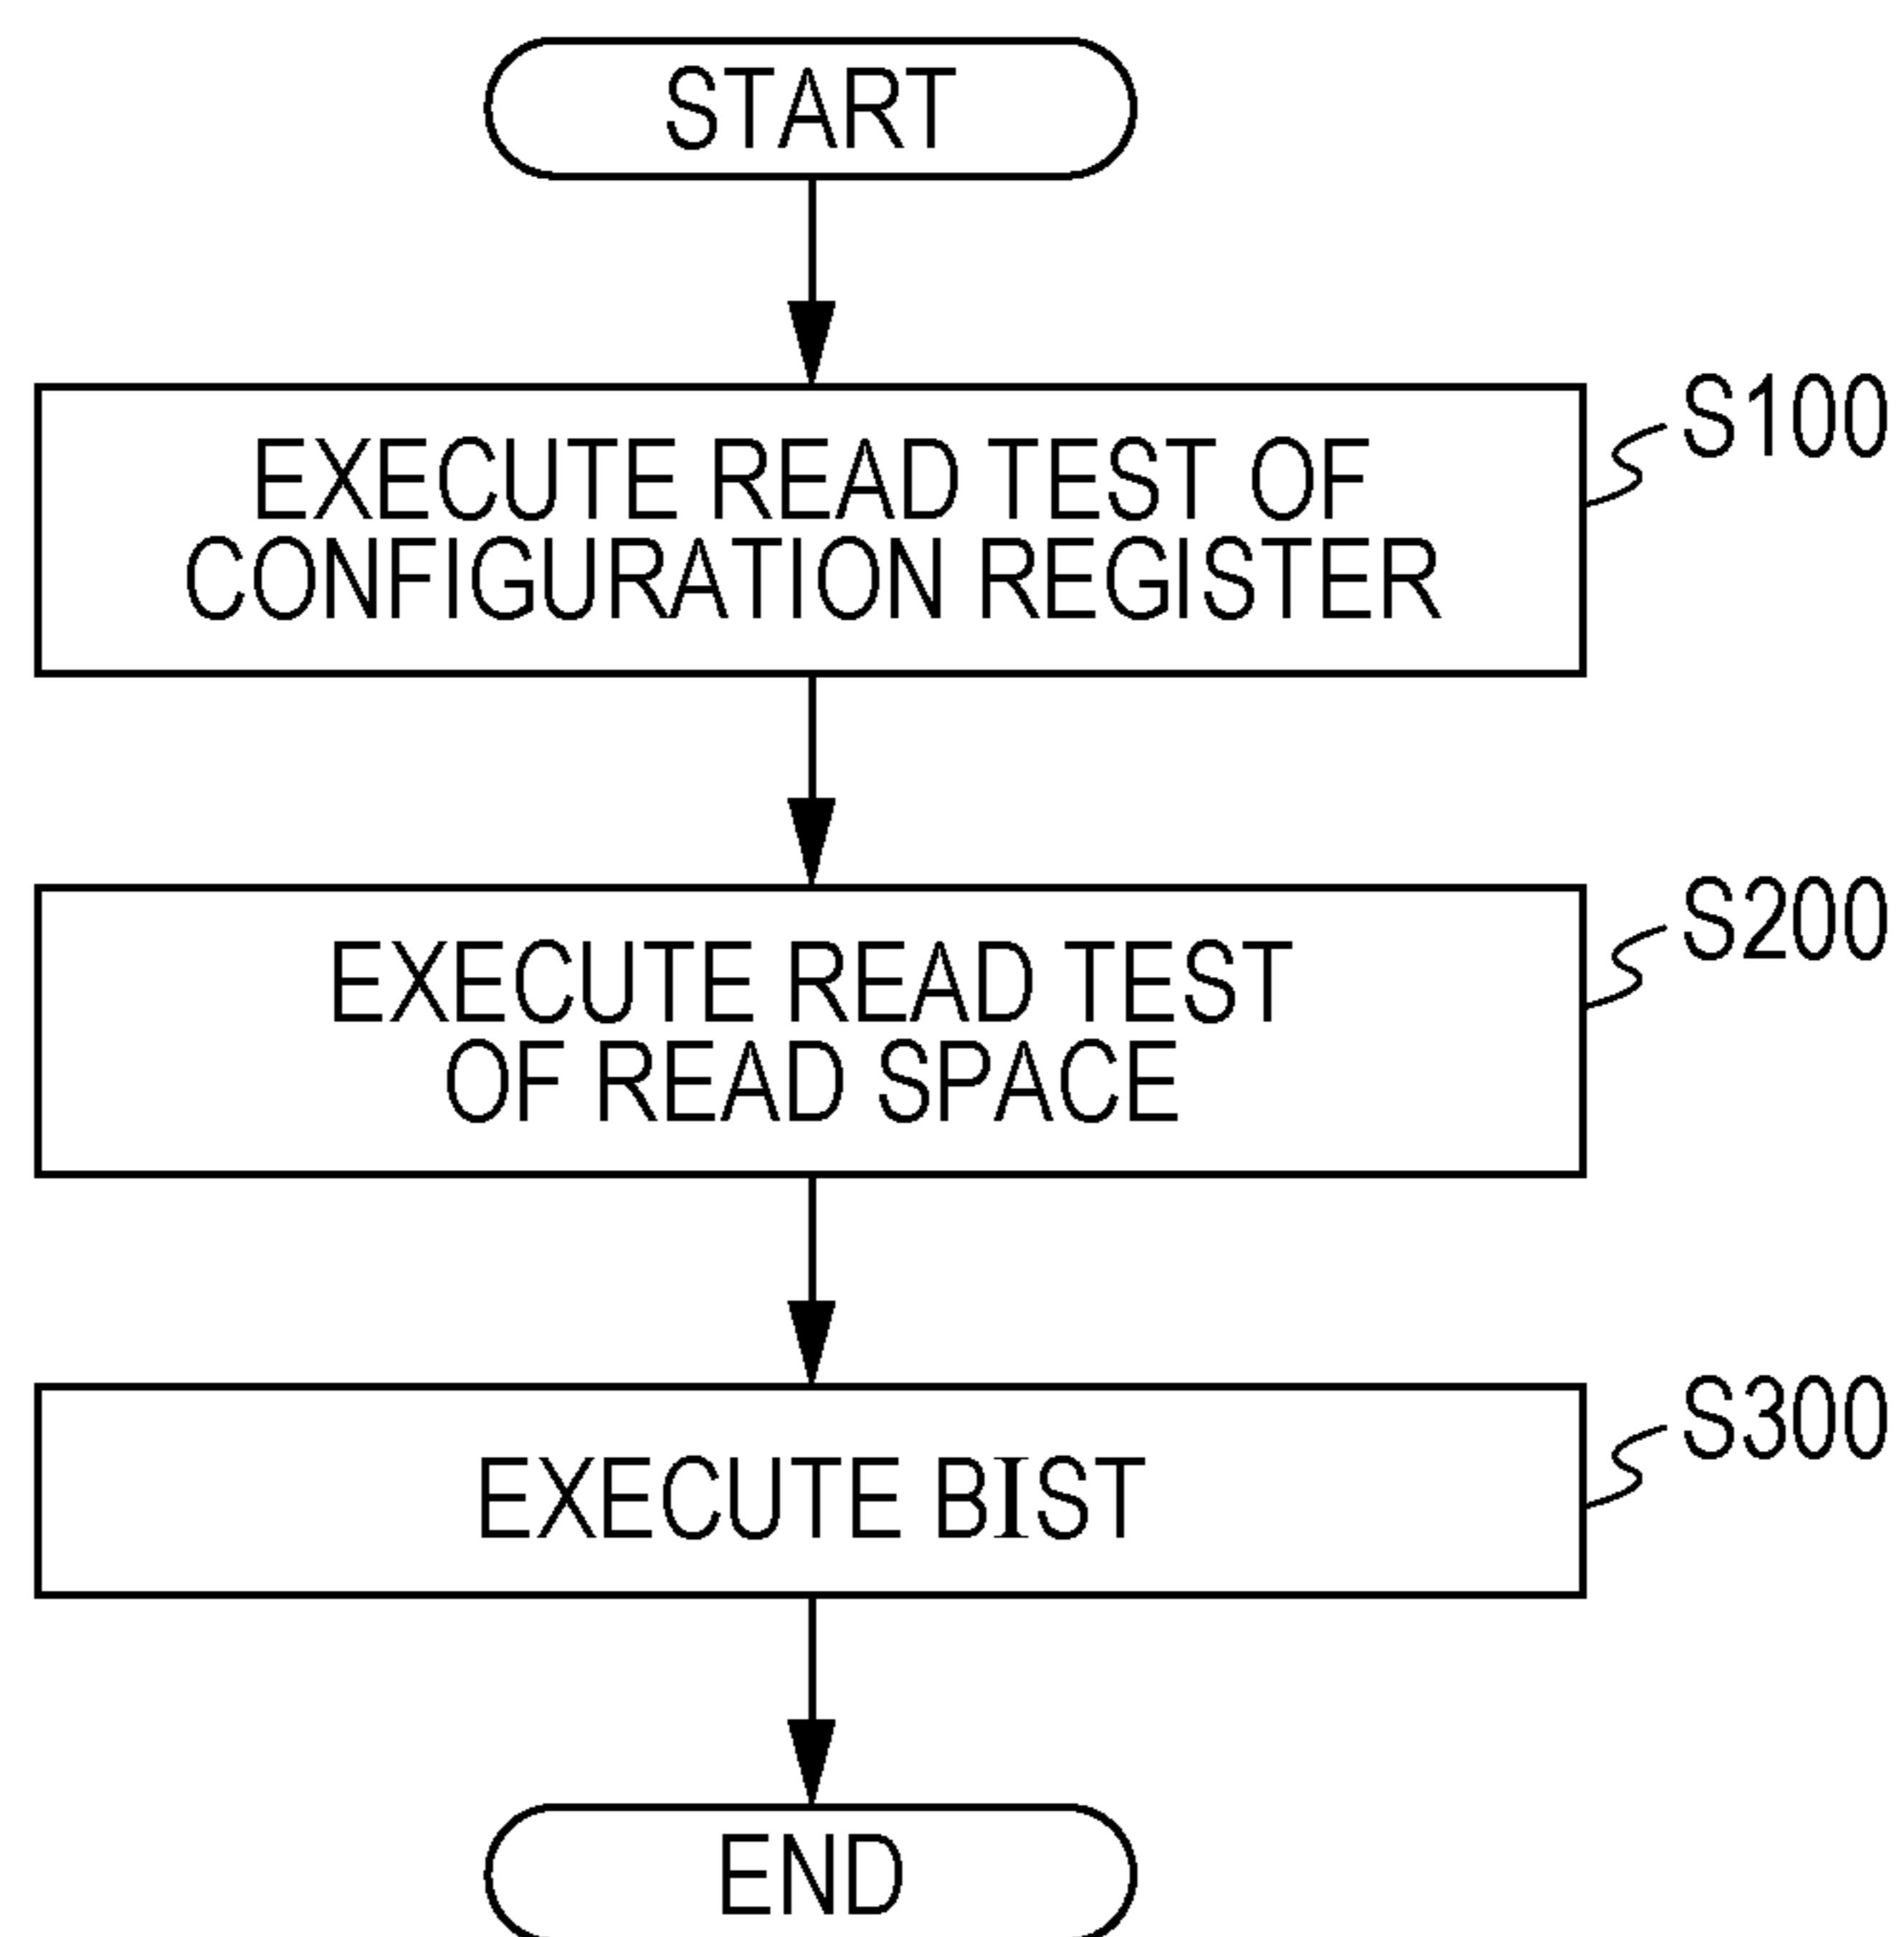 START
EXECUTE READ TEST OF
CONFIGURATION REGISTER
S100
EXECUTE READ TEST
OF READ SPACE
S200
EXECUTE BIST
S300
END